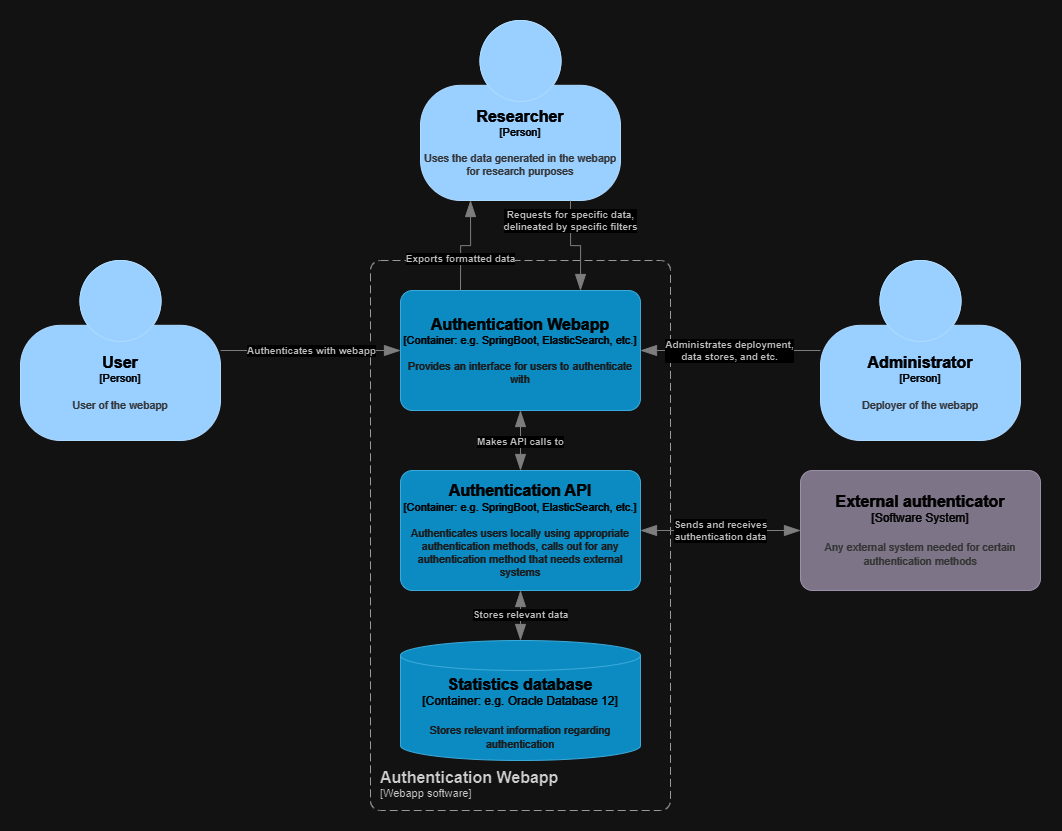 Researcher
[Person]
Uses the data generated in the webapp
for research purposes
Requests for specific data,
delineated by specific filters
Exports formatted data
User
[Person]
User of the webapp
Authenticates with webapp
Authentication Webapp
[Container: e.g. SpringBoot, ElasticSearch, etc.]
Provides an interface for users to authenticate
with
Administrates deployment,
data stores, and etc.
Administrator
[Person]
Deployer of the webapp
Makes API calls to
Authentication API
[Container: e.g. SpringBoot, ElasticSearch, etc.]
Authenticates users locally using appropriate
authentication methods, calls out for any
authentication method that needs external
systems
Sends and receives
authentication data
External authenticator
[Software System]
Any external system needed for certain
authentication methods
Stores relevant data
Statistics database
[Container: e.g. Oracle Database 12]
Stores relevant information regarding
authentication
Authentication Webapp
[Webapp software]